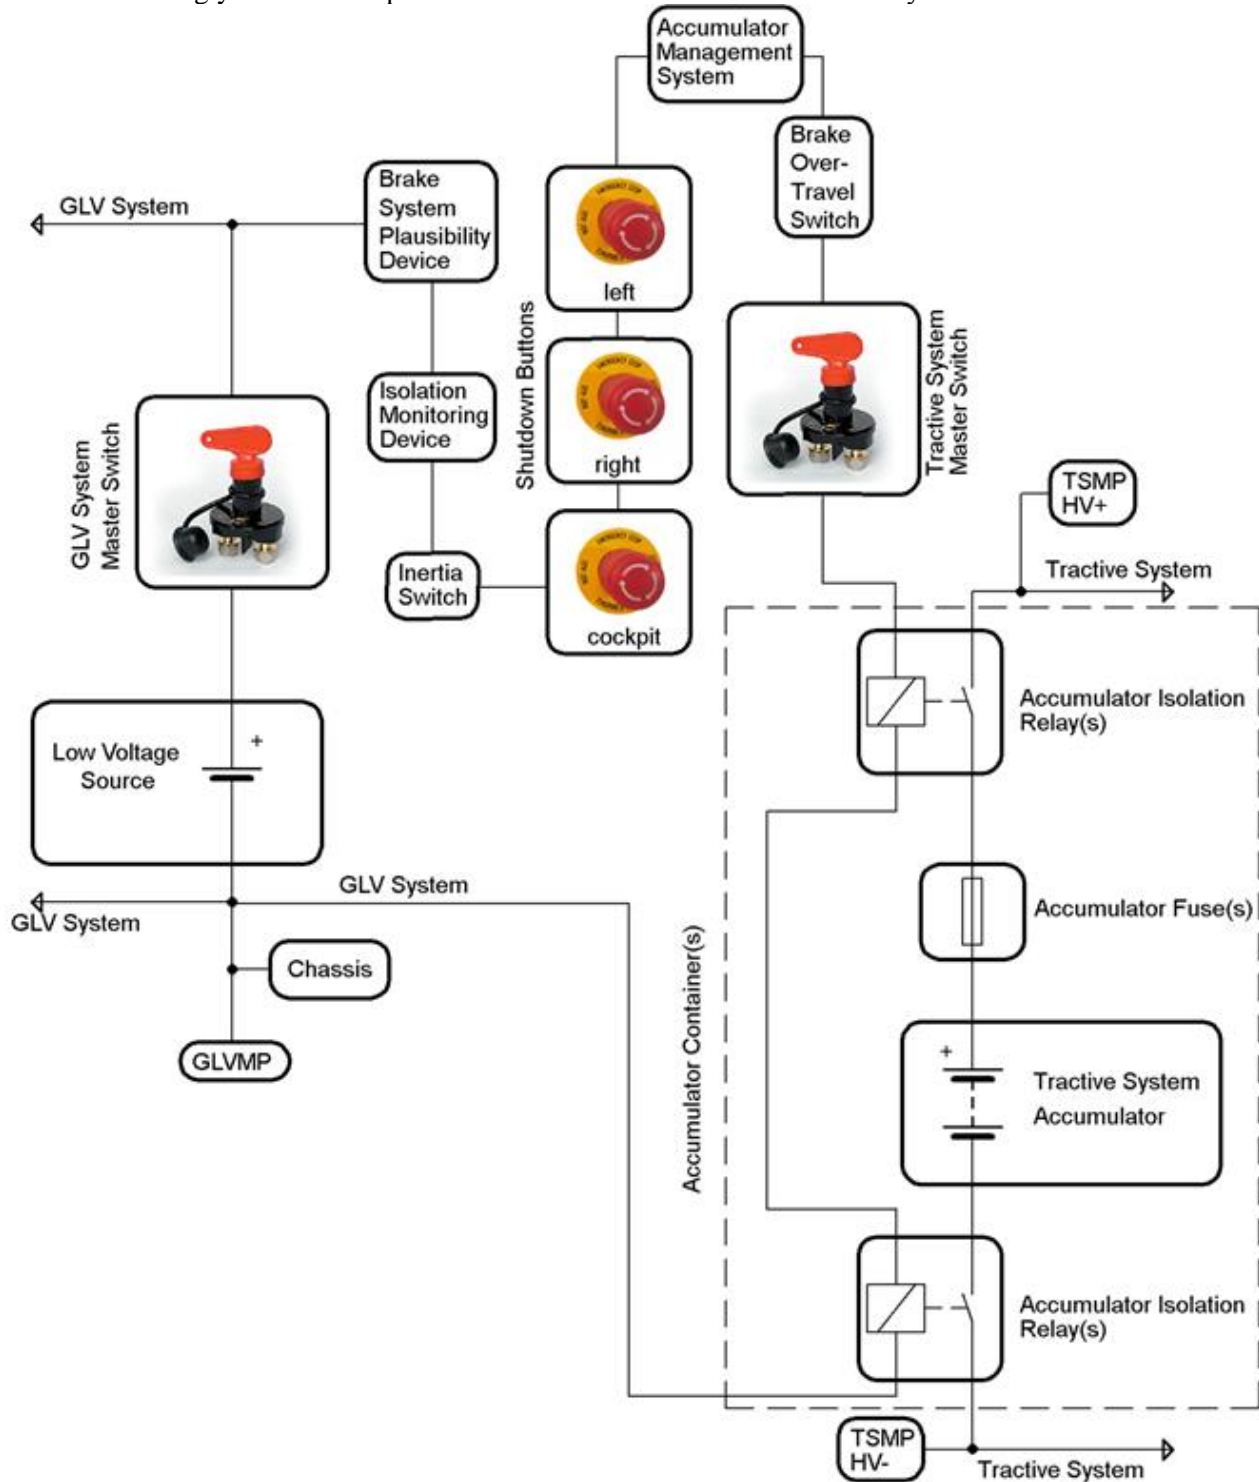 Accumulator
Management
System
Brake
Over-
Travel
Switch
Brake
System
Plausibility
Device
GLV System
left
Shutdown Buttons
right
cockpit
Isolation
Monitoring
Device
Inertia
Switch
GLV System
Master Switch
Tractive System
Master Switch
TSMP
HV+
Tractive System
Accumulator Isolation
Relay(s)
Low Voltage
Source
+
GLV System
GLV System
Chassis
GLVMP
Accumulator Container(s)
Accumulator Fuse(s)
+
Tractive System
Accumulator
Accumulator Isolation
Relay(s)
TSMP
HV-
Tractive System